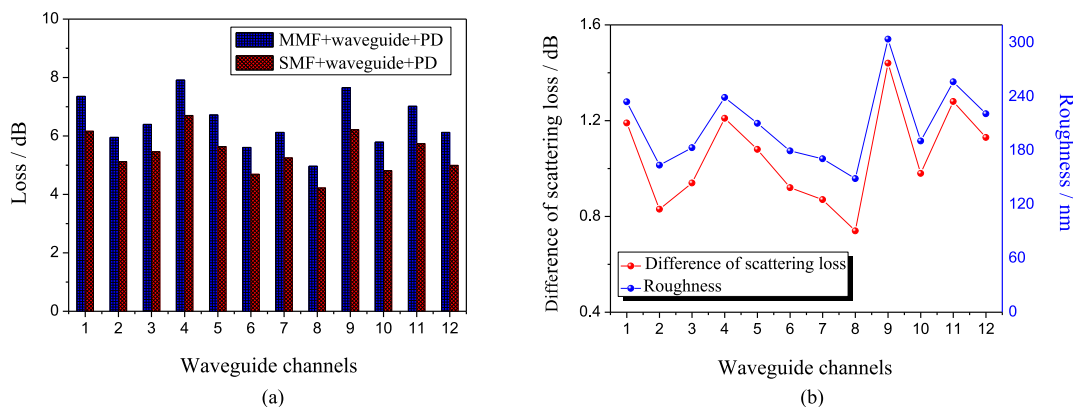 10
8
6
4
2
0
Loss / dB
MMF+waveguide+PD
SMF+waveguide+PD
1 2 3 4 5 6 7 8 9 10 11 12
Waveguide channels
(a)
1.6
1.2
0.8
0.4
Difference of scattering loss / dB
Difference of scattering loss
Roughness
300
240
180
120
60
0
Roughness / nm
1 2 3 4 5 6 7 8 9 10 11 12
Waveguide channels
(b)